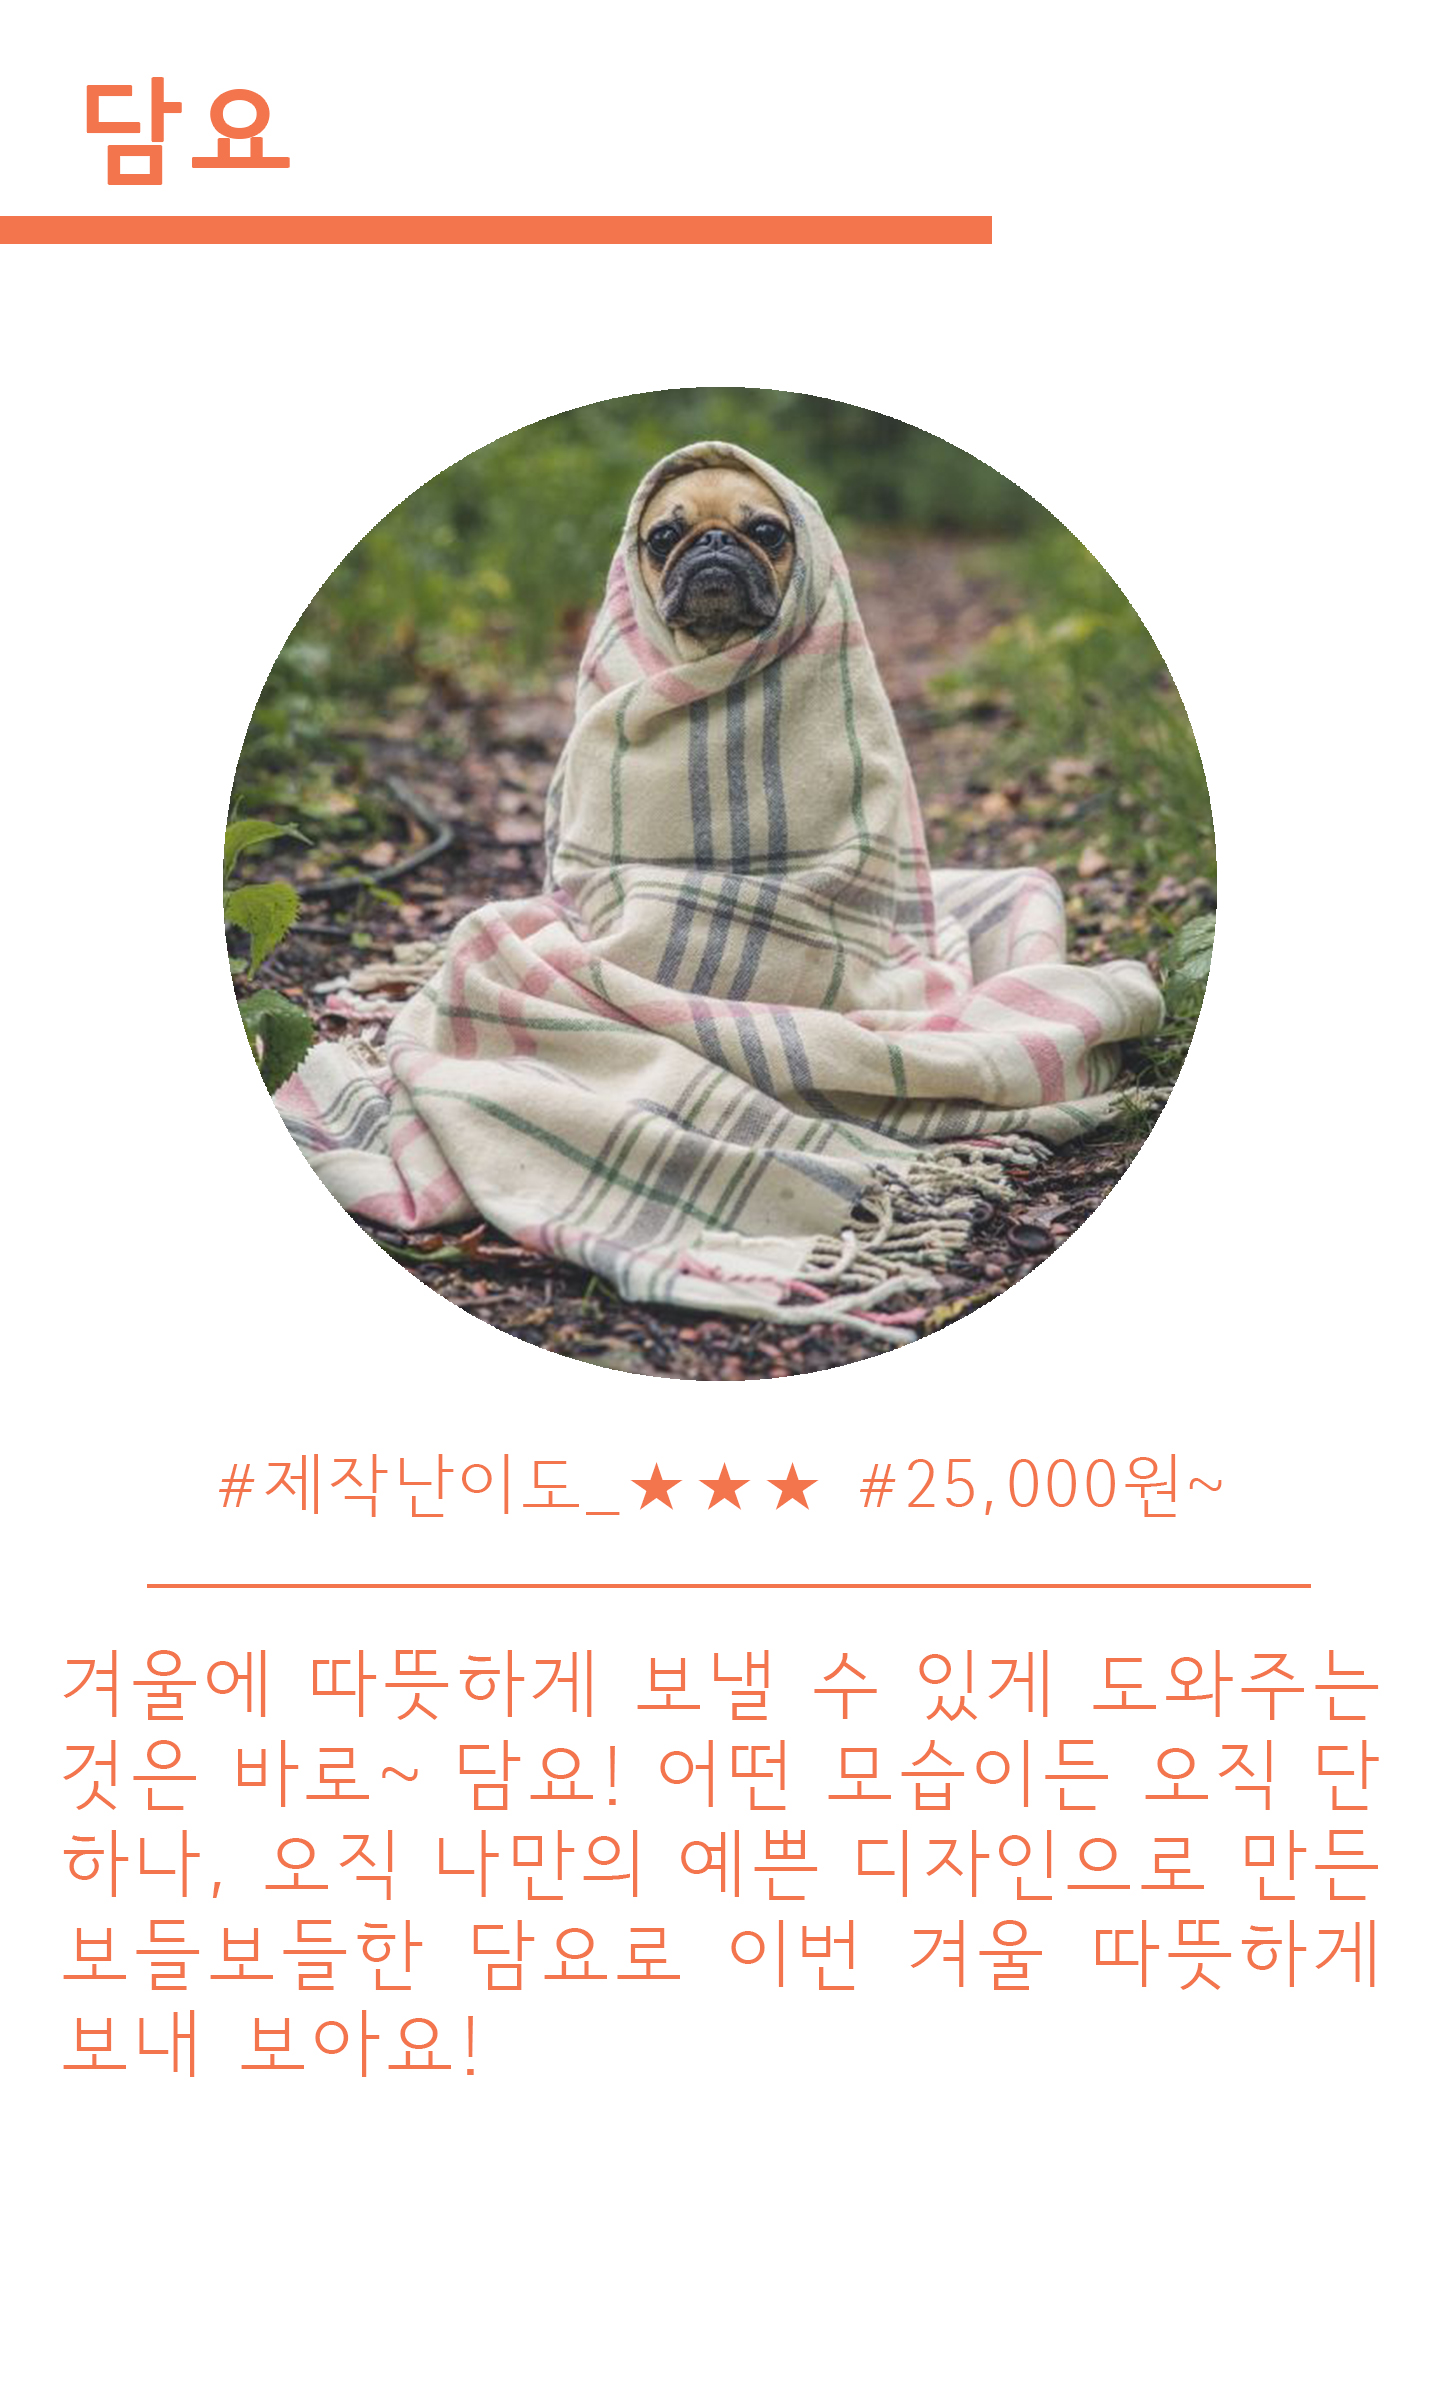 담요
#제작난이도_★★★ #25,000원~
겨울에 따뜻하게 보낼 수 있게 도와주는
것은 바로~ 담요! 어떤 모습이든 오직 단
하나, 오직 나만의 예쁜 디자인으로 만든
보들보들한 담요로 이번 겨울 따뜻하게
보내 보아요!